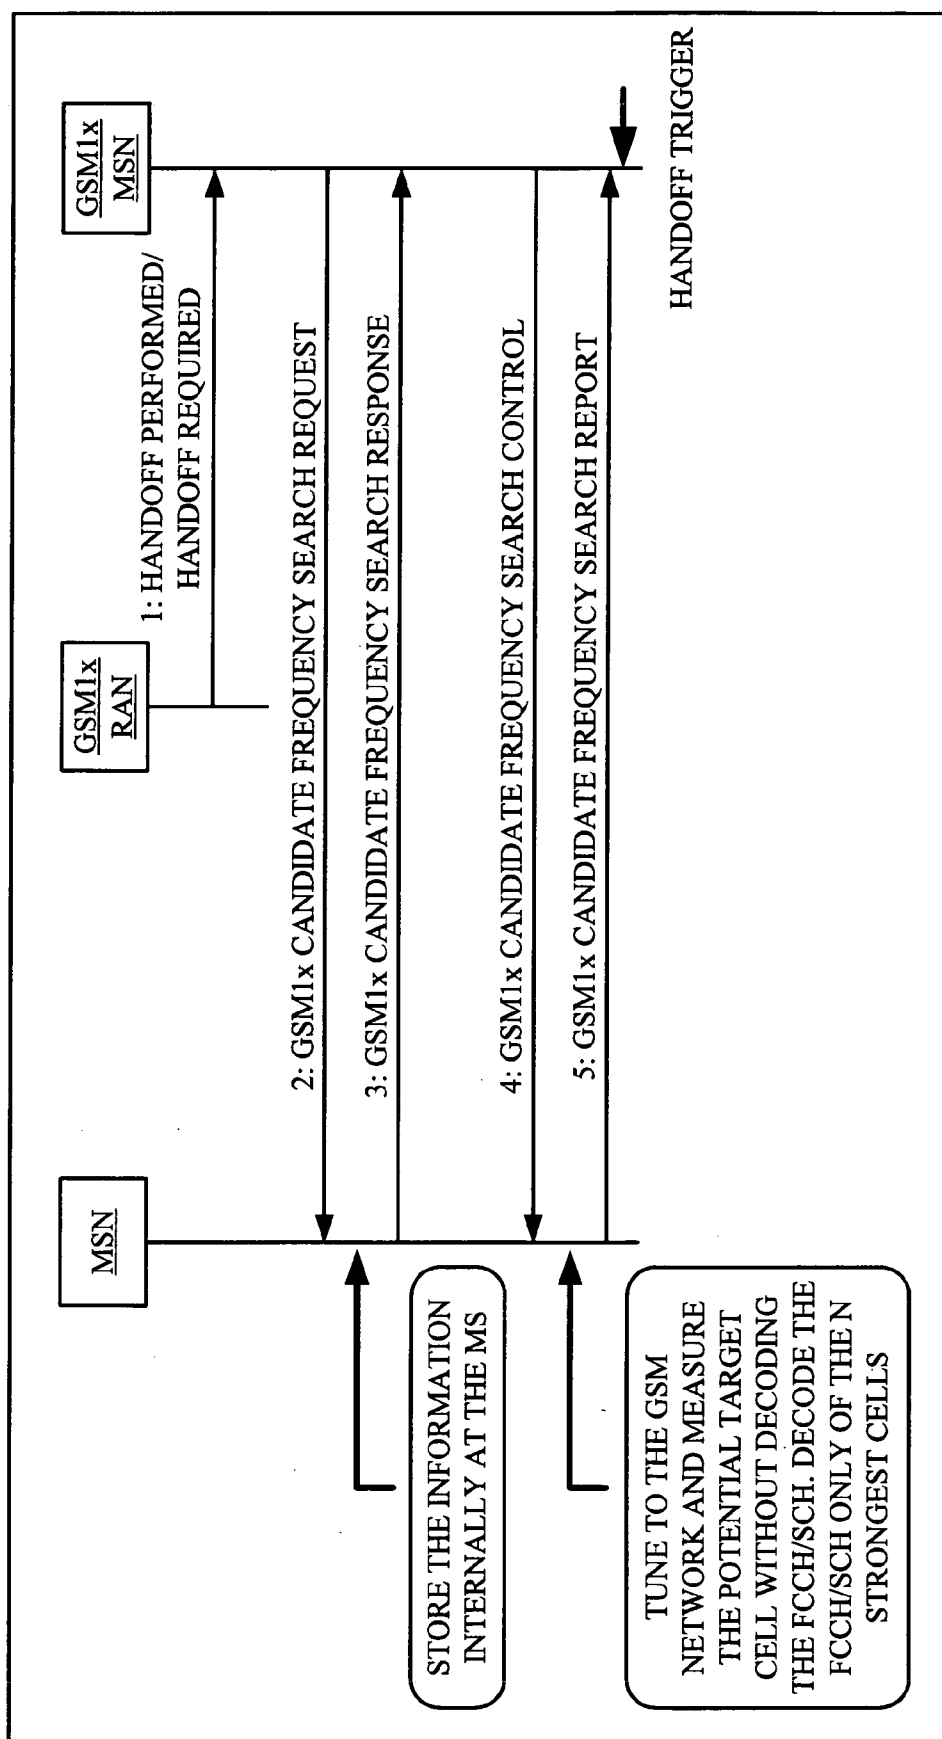 MSN
GSM1x
RAN
GSM1x
MSN
1: HANDOFF PERFORMED/
HANDOFF REQUIRED
2: GSM1x CANDIDATE FREQUENCY SEARCH REQUEST
STORE THE INFORMATION
INTERNALLY AT THE MS
3: GSM1x CANDIDATE FREQUENCY SEARCH RESPONSE
4: GSM1x CANDIDATE FREQUENCY SEARCH CONTROL
TUNE TO THE GSM
NETWORK AND MEASURE
THE POTENTIAL TARGET
CELL WITHOUT DECODING
THE FCCH/SCH. DECODE THE
FCCH/SCH ONLY OF THE N
STRONGEST CELLS
5: GSM1x CANDIDATE FREQUENCY SEARCH REPORT
HANDOFF TRIGGER